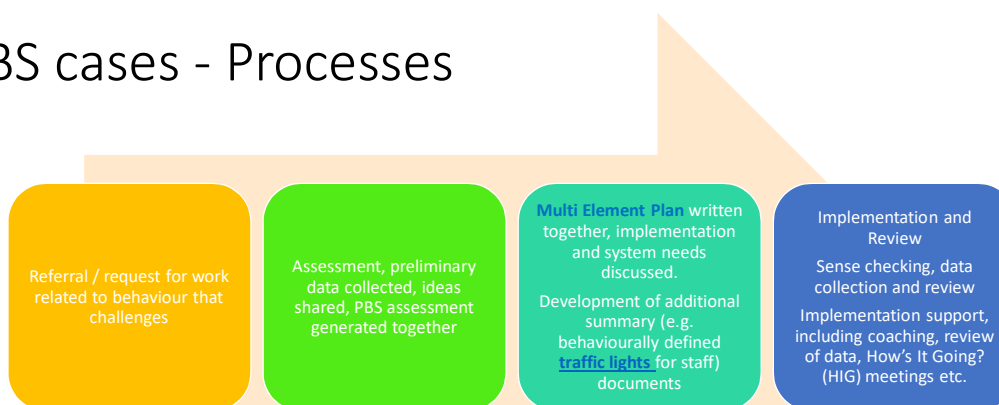 BS cases - Processes
Referral / request for work
related to behaviour that
challenges
Assessment, preliminary
data collected, ideas
shared, PBS assessment
generated together
Multi Element Plan written
together, implementation
and system needs
discussed.
Development of additional
summary (e.g.
behaviourally defined
traffic lights for staff)
documents
Implementation and
Review
Sense checking, data
collection and review
Implementation support,
including coaching, review
of data, How's It Going?
(HIG) meetings etc.